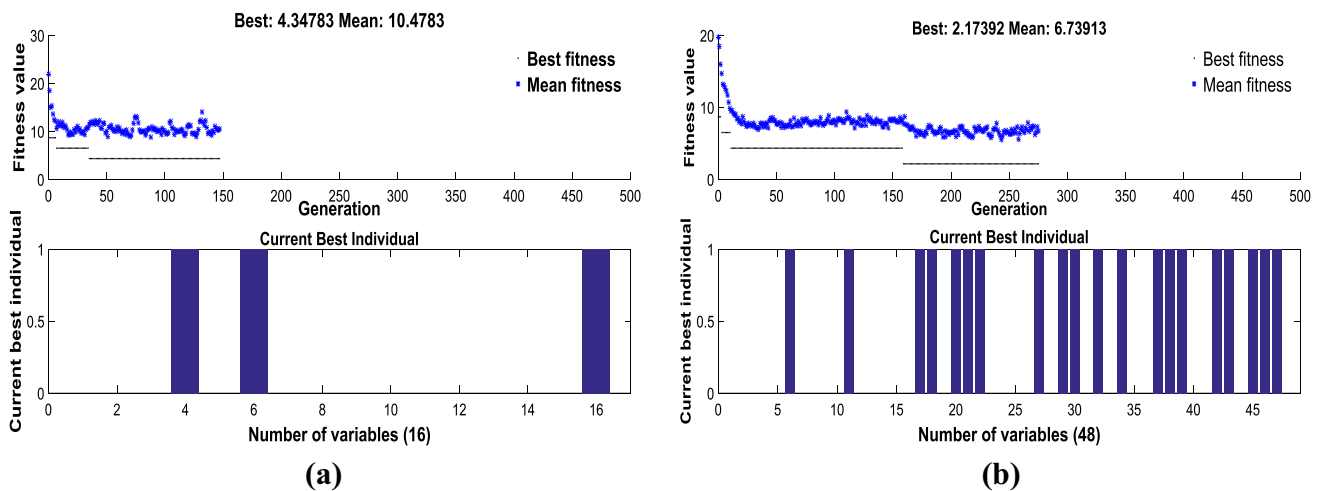 Best: 4.34783 Mean: 10.4783
Fitness value
30
20
10
0
Best fitness
Mean fitness
0 50 100 150 200 250 300 350 400 450 500
Generation
Current Best Individual
Current best individual
1
0.5
0
0 2 4 6 8 10 12 14 16
Number of variables (16)
(a)
Best: 2.17392 Mean: 6.73913
Fitness value
20
10
0
Best fitness
Mean fitness
0 50 100 150 200 250 300 350 400 450 500
Generation
Current Best Individual
Current best individual
1
0.5
0
0 5 10 15 20 25 30 35 40 45
Number of variables (48)
(b)